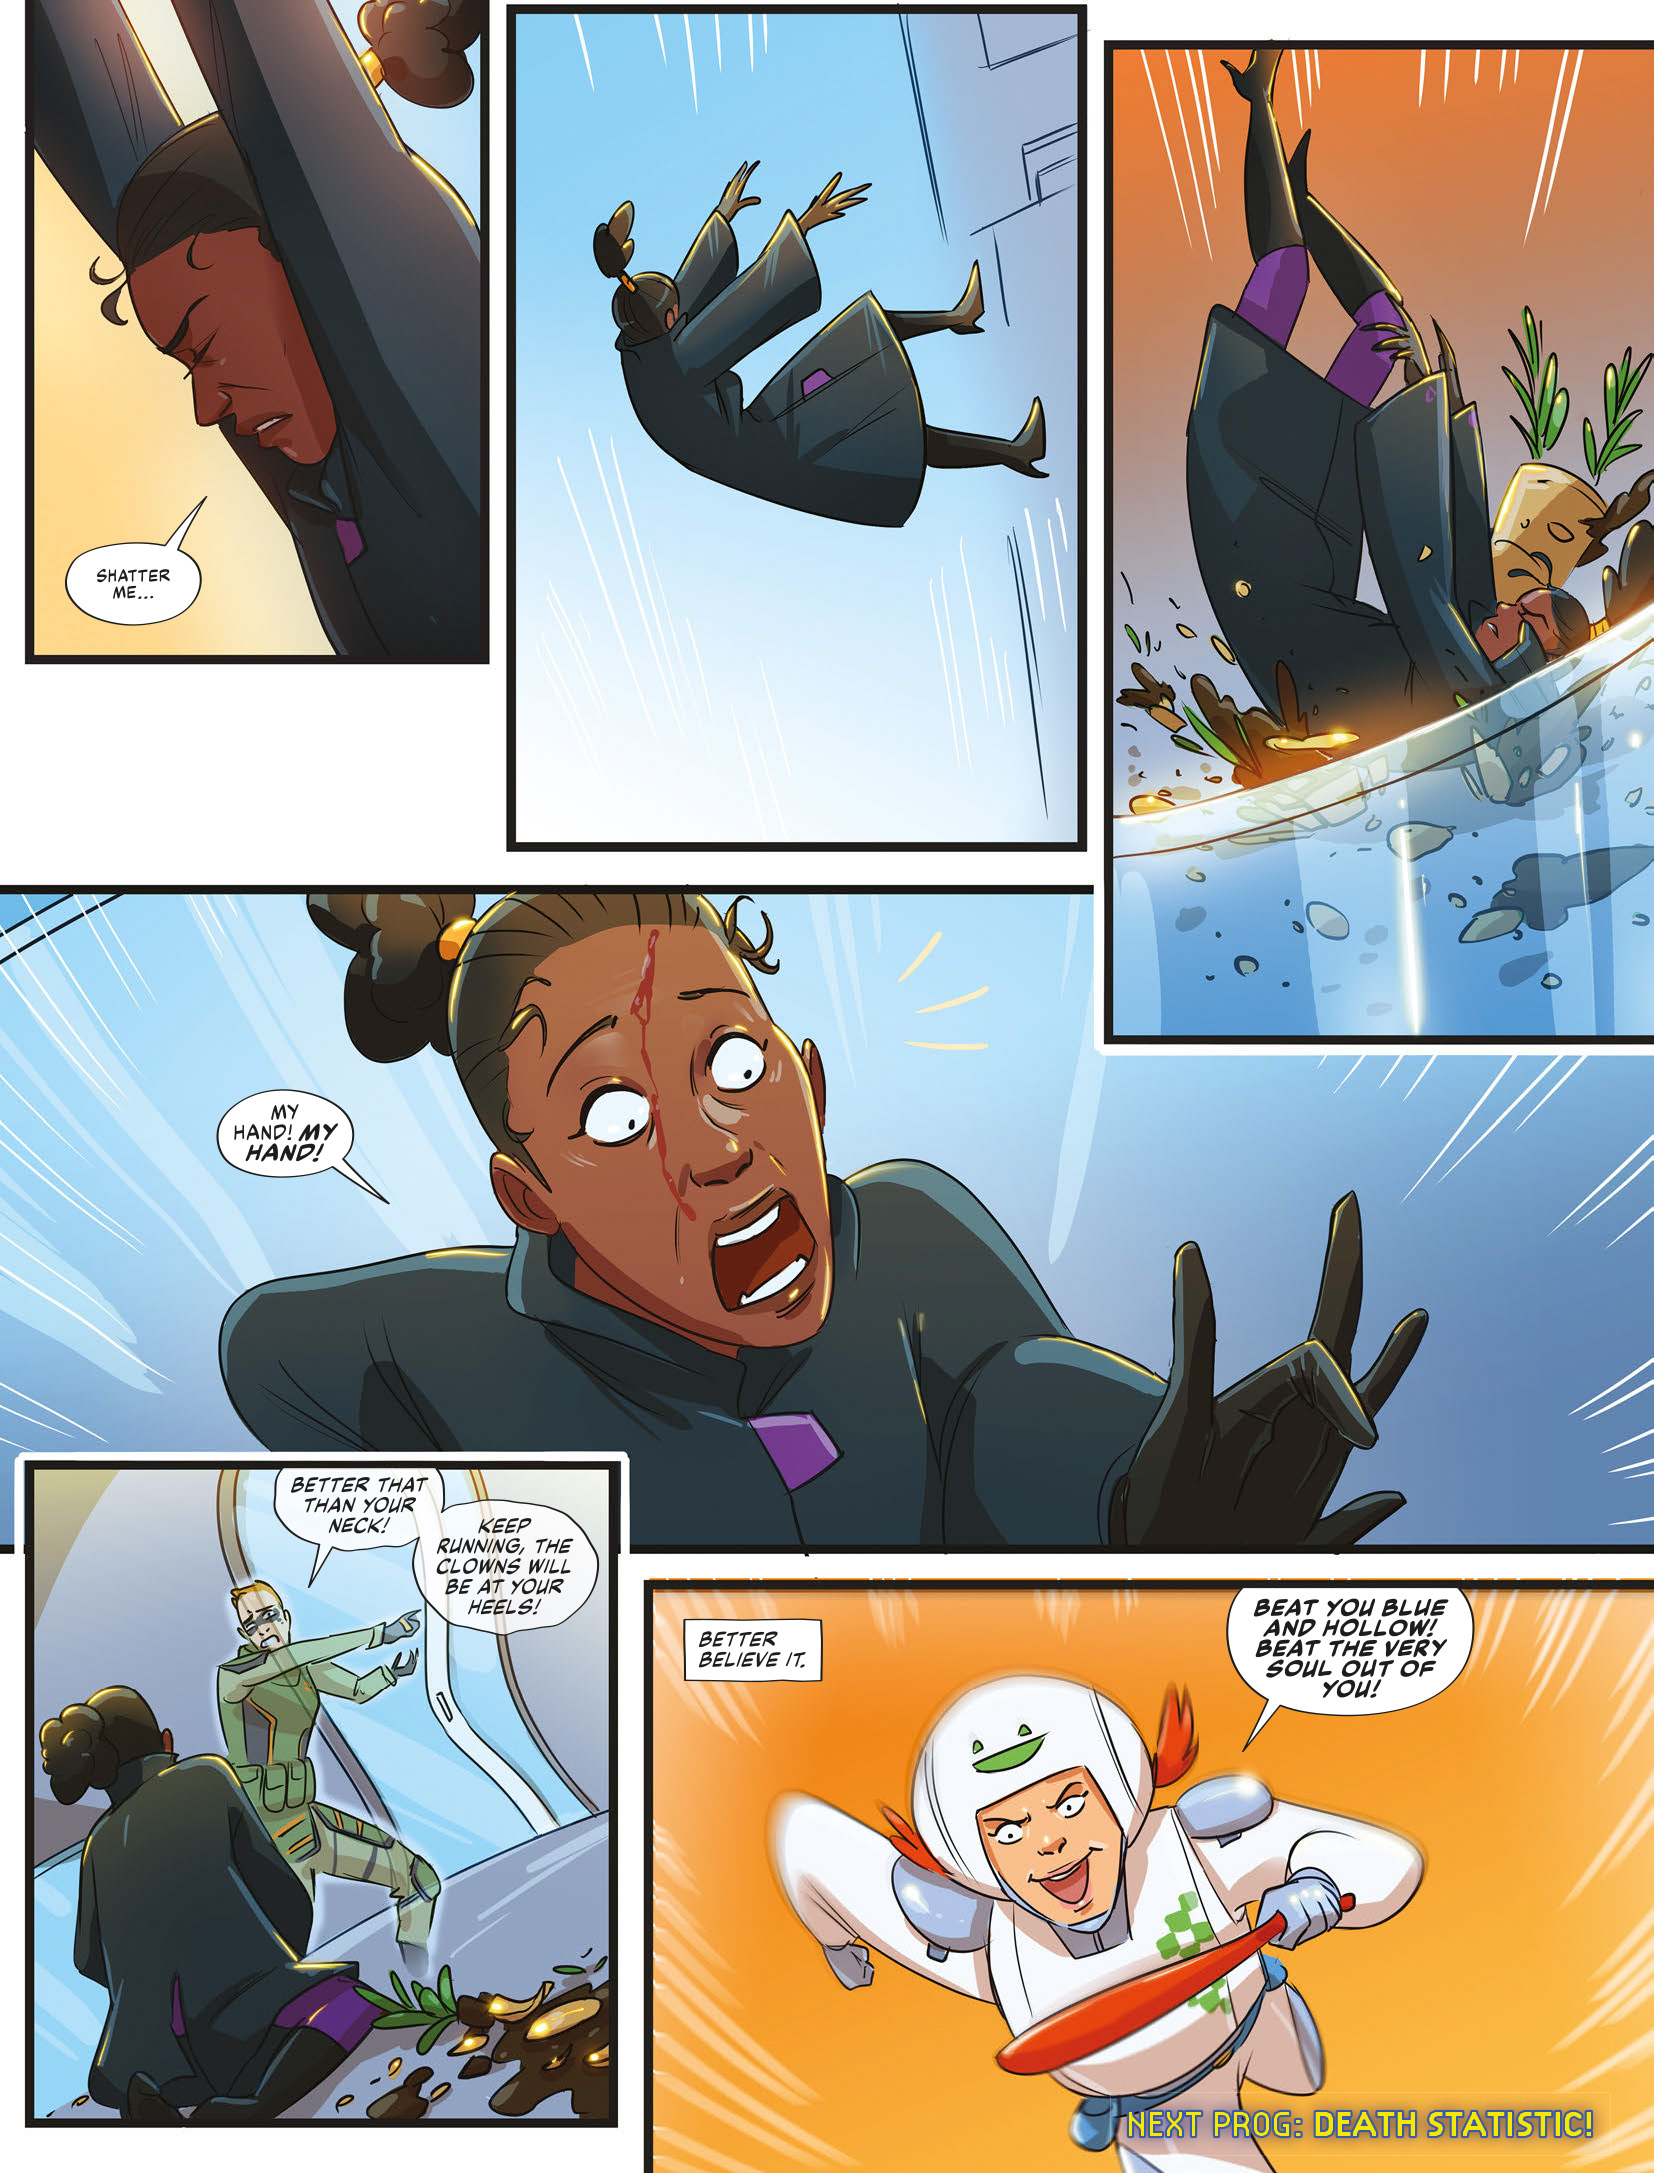 SHATTER
ME...
MY
HAND! MY
HAND!
BETTER THAT
THAN YOUR
NECK!
KEEP
RUNNING, THE
CLOWNS WILL
BE AT YOUR
HEELS!
BETTER
BELIEVE IT.
BEAT YOU BLUE
AND HOLLOW!
BEAT THE VERY
SOUL OUT OF
YOU!
NEXT PROG: DEATH STATISTIC!